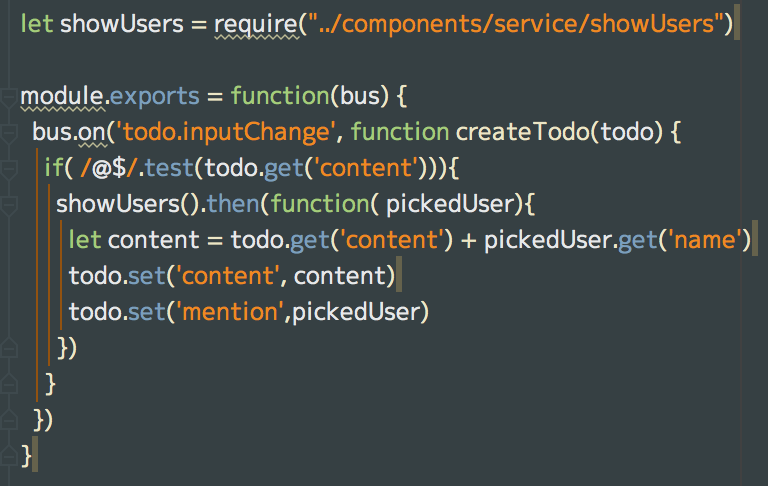 let showUsers = require("../components/service/showUsers")
module.exports = function(bus) {
bus.on('todo.inputChange', function createTodo(todo) {
if( /@$/.test(todo.get('content'))){
showUsers().then(function( pickedUser){
let content = todo.get('content') + pickedUser.get('name')
todo.set('content', content)
todo.set('mention',pickedUser)
})
}
})
}